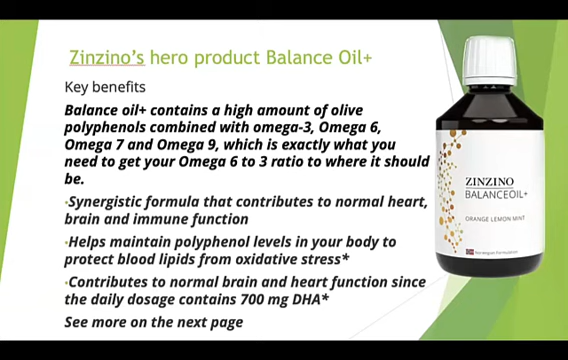 Zinzino's hero product Balance Oil+
Key benefits
Balance oil+ contains a high amount of olive
polyphenols combined with omega-3, Omega 6,
Omega 7 and Omega 9, which is exactly what you
need to get your Omega 6 to 3 ratio to where it should
be.
•Synergistic formula that contributes to normal heart,
brain and immune function
•Helps maintain polyphenol levels in your body to
protect blood lipids from oxidative stress*
•Contributes to normal brain and heart function since
the daily dosage contains 700 mg DHA*
See more on the next page
ZINZINO
BALANCEOIL+
ORANGE LEMON MINT
Norwegian Formulation